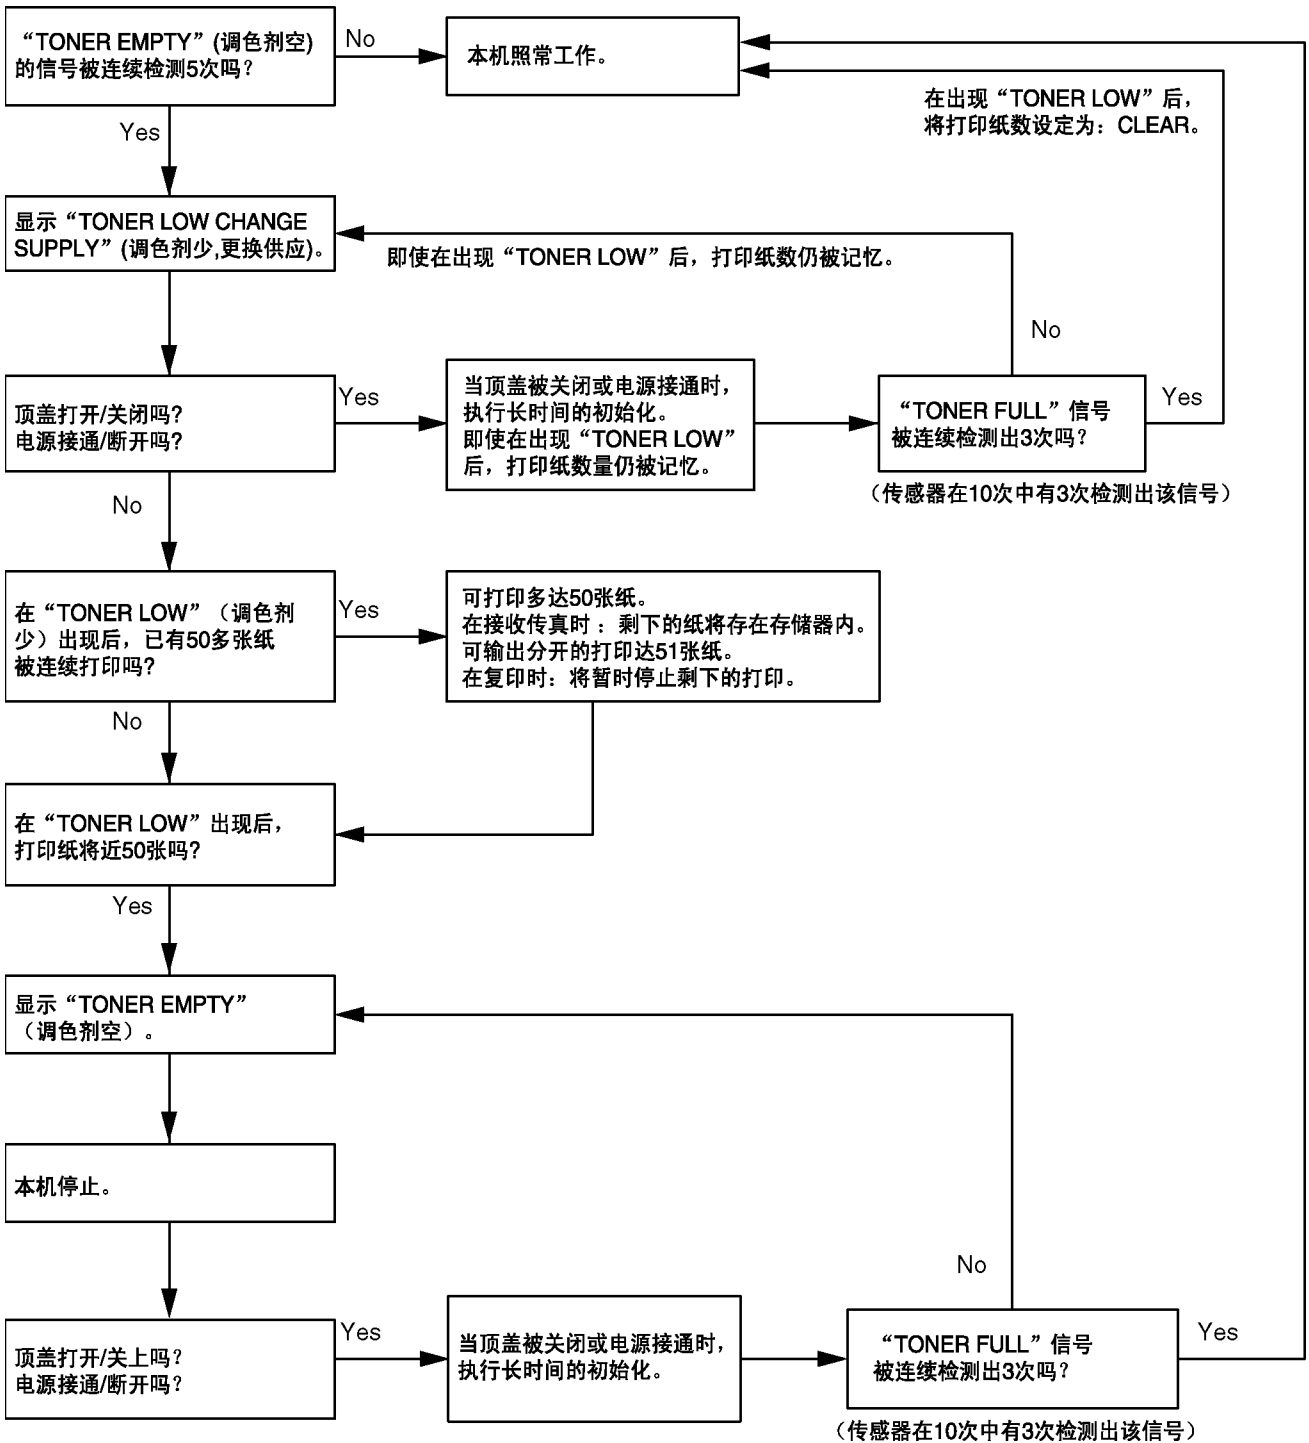 “TONER EMPTY”(调色剂空)
的信号被连续检测5次吗？
No
本机照常工作。
在出现“TONER LOW”后，
将打印纸数设定为：CLEAR。
Yes
显示“TONER LOW CHANGE
SUPPLY”(调色剂少,更换供应)。
即使在出现“TONER LOW”后，打印纸数仍被记忆。
No
顶盖打开/关闭吗?
电源接通/断开吗?
Yes
当顶盖被关闭或电源接通时，
执行长时间的初始化。
即使在出现“TONER LOW”
后，打印纸数量仍被记忆。
“TONER FULL”信号
被连续检测出3次吗？
Yes
（传感器在10次中有3次检测出该信号）
No
在“TONER LOW”（调色剂
少）出现后，已有50多张纸
被连续打印吗?
Yes
可打印多达50张纸。
在接收传真时：剩下的纸将存在存储器内。
可输出分开的打印达51张纸。
在复印时：将暂时停止剩下的打印。
No
在“TONER LOW”出现后，
打印纸将近50张吗?
Yes
显示“TONER EMPTY”
（调色剂空）。
本机停止。
No
顶盖打开/关上吗？
电源接通/断开吗？
Yes
当顶盖被关闭或电源接通时，
执行长时间的初始化。
“TONER FULL”信号
被连续检测出3次吗？
Yes
（传感器在10次中有3次检测出该信号）